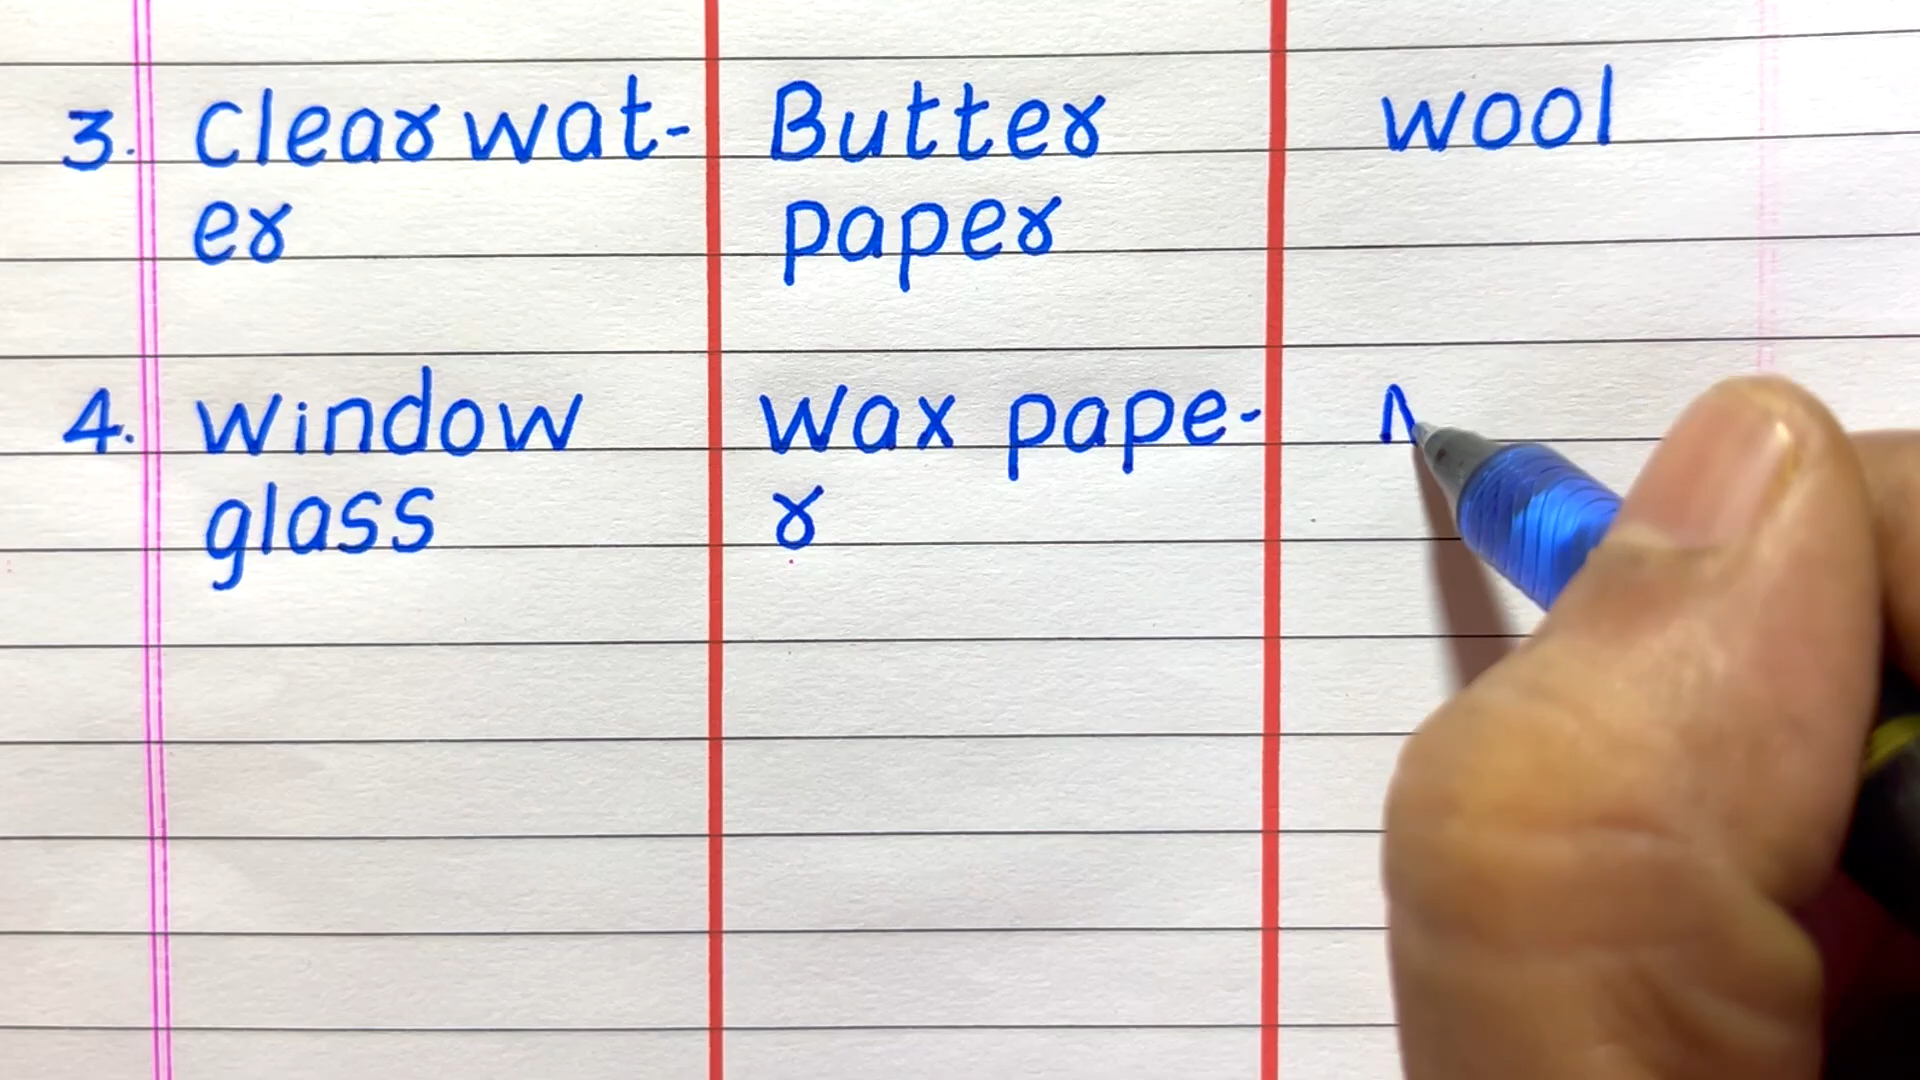 3. Clear wat- Butter wool
er paper
4. Window wax pape-
glass r